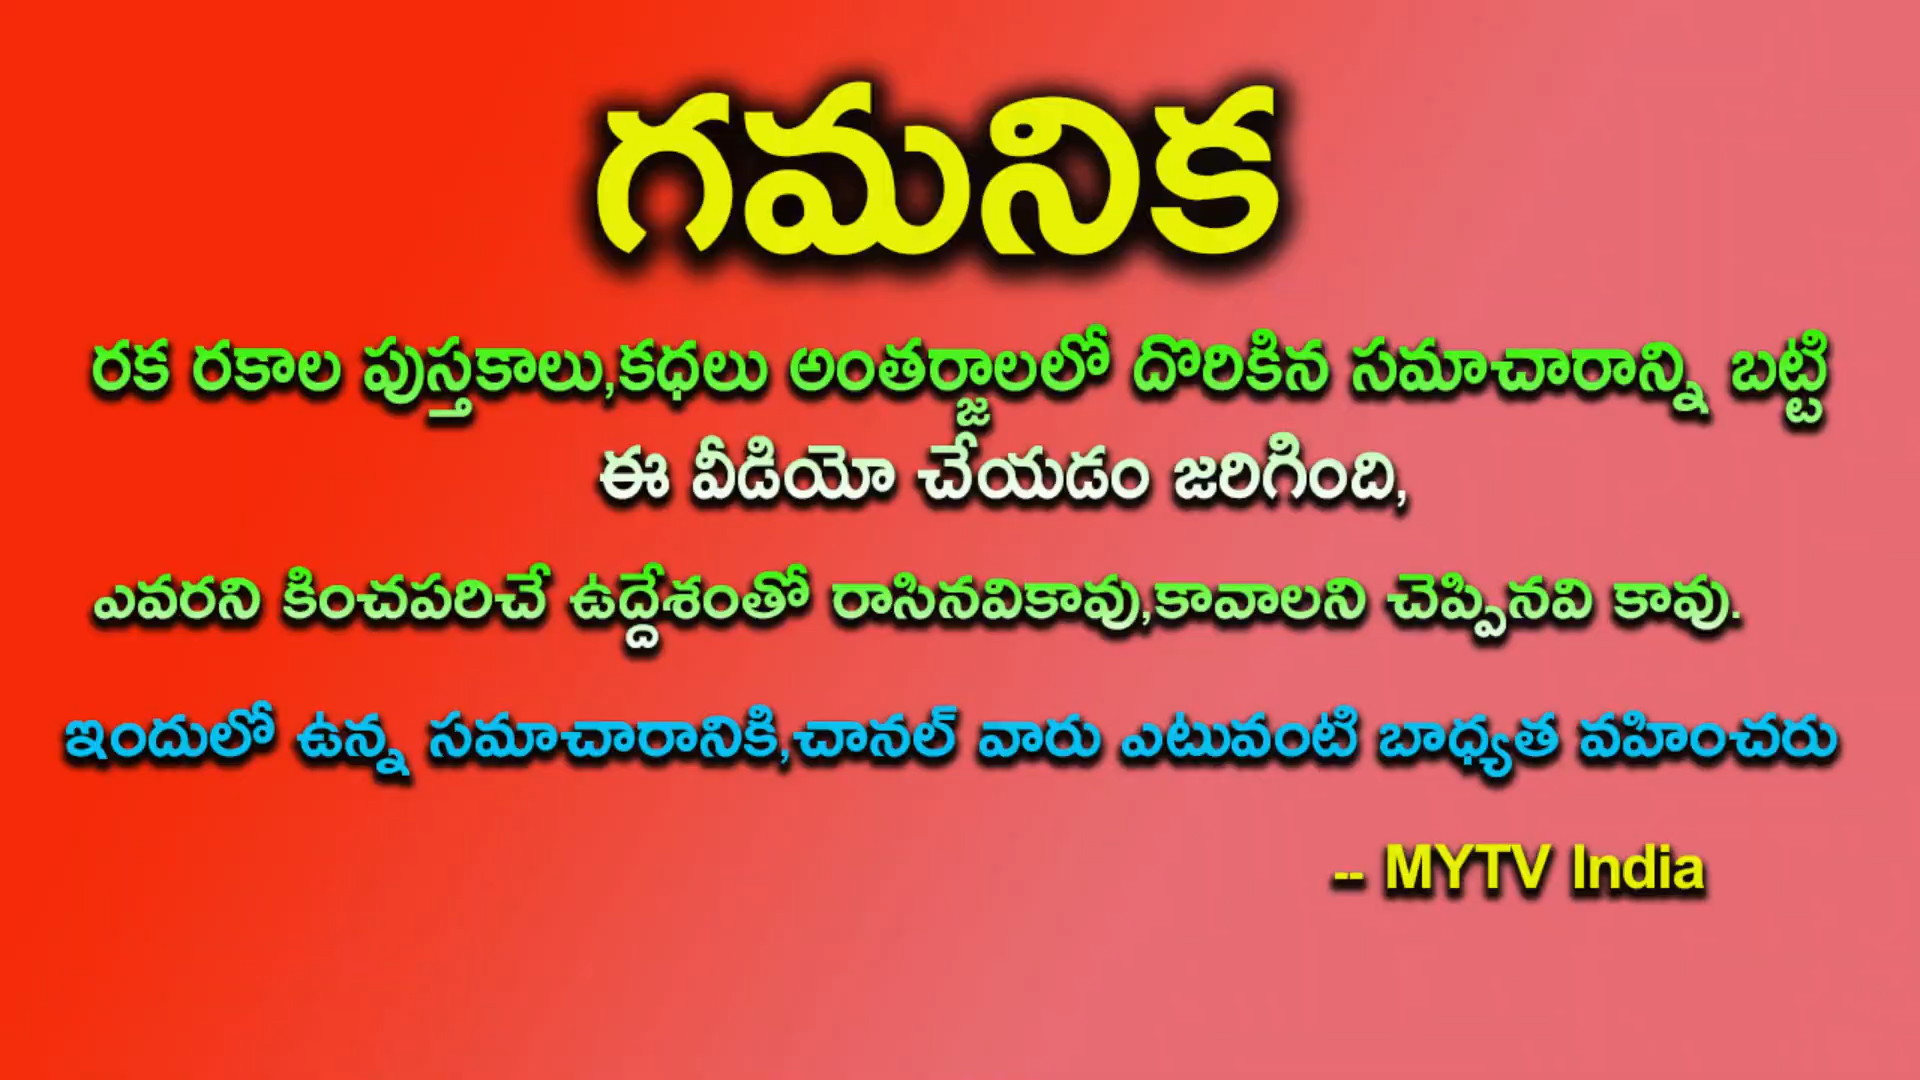 గమనిక
రక రకాల పుస్తకాలు,కధలు అంతర్జాలలో దొరికిన సమాచారాన్ని బట్టి
ఈ వీడియో చేయడం జరిగింది,
ఎవరని కించపరిచే ఉద్దేశంతో రాసినవికావు,కావాలని చెప్పినవి కావు.
ఇందులో ఉన్న సమాచారానికి,చానల్ వారు ఎటువంటి బాధ్యత వహించరు
-- MYTV India